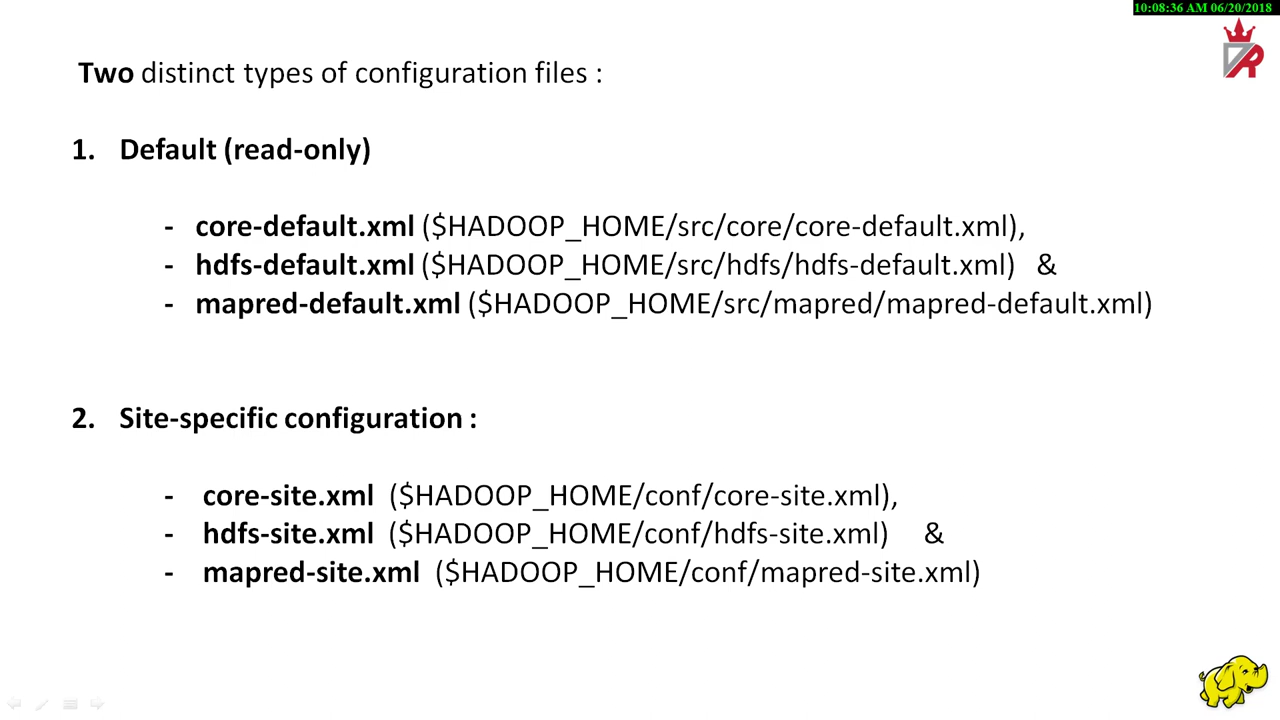 10:08:36 AM 06/20/2018
Two distinct types of configuration files :
1. Default (read-only)
- core-default.xml ($HADOOP_HOME/src/core/core-default.xml),
- hdfs-default.xml ($HADOOP_HOME/src/hdfs/hdfs-default.xml) &
- mapred-default.xml ($HADOOP_HOME/src/mapred/mapred-default.xml)
2. Site-specific configuration :
- core-site.xml ($HADOOP_HOME/conf/core-site.xml),
- hdfs-site.xml ($HADOOP_HOME/conf/hdfs-site.xml) &
- mapred-site.xml ($HADOOP_HOME/conf/mapred-site.xml)